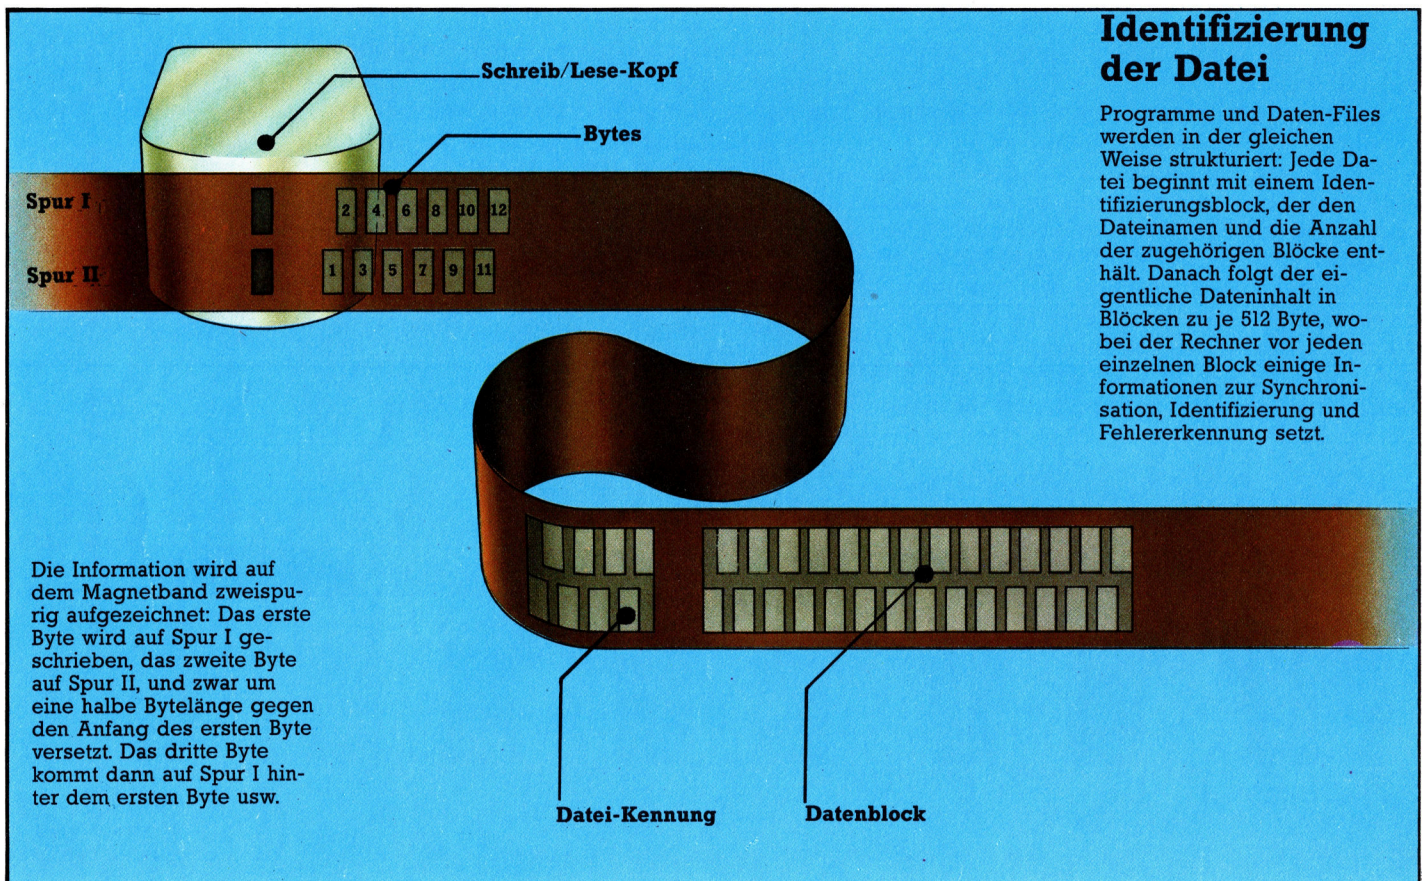 Identifizierung
der Datei
Programme und Daten-Files
werden in der gleichen
Weise strukturiert: Jede Da-
tei beginnt mit einem Iden-
tifizierungsblock, der den
Dateinamen und die Anzahl
der zugehörigen Blöcke ent-
hält. Danach folgt der ei-
gentliche Dateninhalt in
Blöcken zu je 512 Byte, wo-
bei der Rechner vor jeden
einzelnen Block einige In-
formationen zur Synchroni-
sation, Identifizierung und
Fehlererkennung setzt.
Schreib/Lese-Kopf
Bytes
Spur I
2 4 6 8 10 12
Spur II
1 3 5 7 9 11
Die Information wird auf
dem Magnetband zweispu-
rig aufgezeichnet: Das erste
Byte wird auf Spur I ge-
schrieben, das zweite Byte
auf Spur II, und zwar um
eine halbe Bytelänge gegen
den Anfang des ersten Byte
versetzt. Das dritte Byte
kommt dann auf Spur I hin-
ter dem ersten Byte usw.
Datei-Kennung
Datenblock